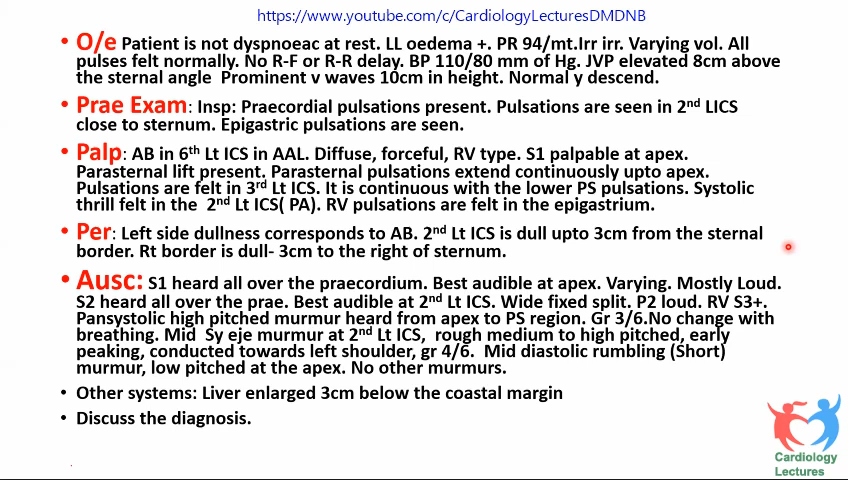 https://www.youtube.com/c/CardiologyLecturesDMDNB
• O/e Patient is not dyspnoeac at rest. LL oedema +. PR 94/mt.Irr irr. Varying vol. All
pulses felt normally. No R-F or R-R delay. BP 110/80 mm of Hg. JVP elevated 8cm above
the sternal angle Prominent v waves 10cm in height. Normal y descend.
• Prae Exam: Insp: Praecordial pulsations present. Pulsations are seen in 2nd LICS
close to sternum. Epigastric pulsations are seen.
• Palp: AB in 6th Lt ICS in AAL. Diffuse, forceful, RV type. S1 palpable at apex.
Parasternal lift present. Parasternal pulsations extend continuously upto apex.
Pulsations are felt in 3rd Lt ICS. It is continuous with the lower PS pulsations. Systolic
thrill felt in the 2nd Lt ICS( PA). RV pulsations are felt in the epigastrium.
• Per: Left side dullness corresponds to AB. 2nd Lt ICS is dull upto 3cm from the sternal
border. Rt border is dull- 3cm to the right of sternum.
• Ausc: S1 heard all over the praecordium. Best audible at apex. Varying. Mostly Loud.
S2 heard all over the prae. Best audible at 2nd Lt ICS. Wide fixed split. P2 loud. RV S3+.
Pansystolic high pitched murmur heard from apex to PS region. Gr 3/6.No change with
breathing. Mid Sy eje murmur at 2nd Lt ICS, rough medium to high pitched, early
peaking, conducted towards left shoulder, gr 4/6. Mid diastolic rumbling (Short)
murmur, low pitched at the apex. No other murmurs.
• Other systems: Liver enlarged 3cm below the coastal margin
• Discuss the diagnosis.
Cardiology
Lectures